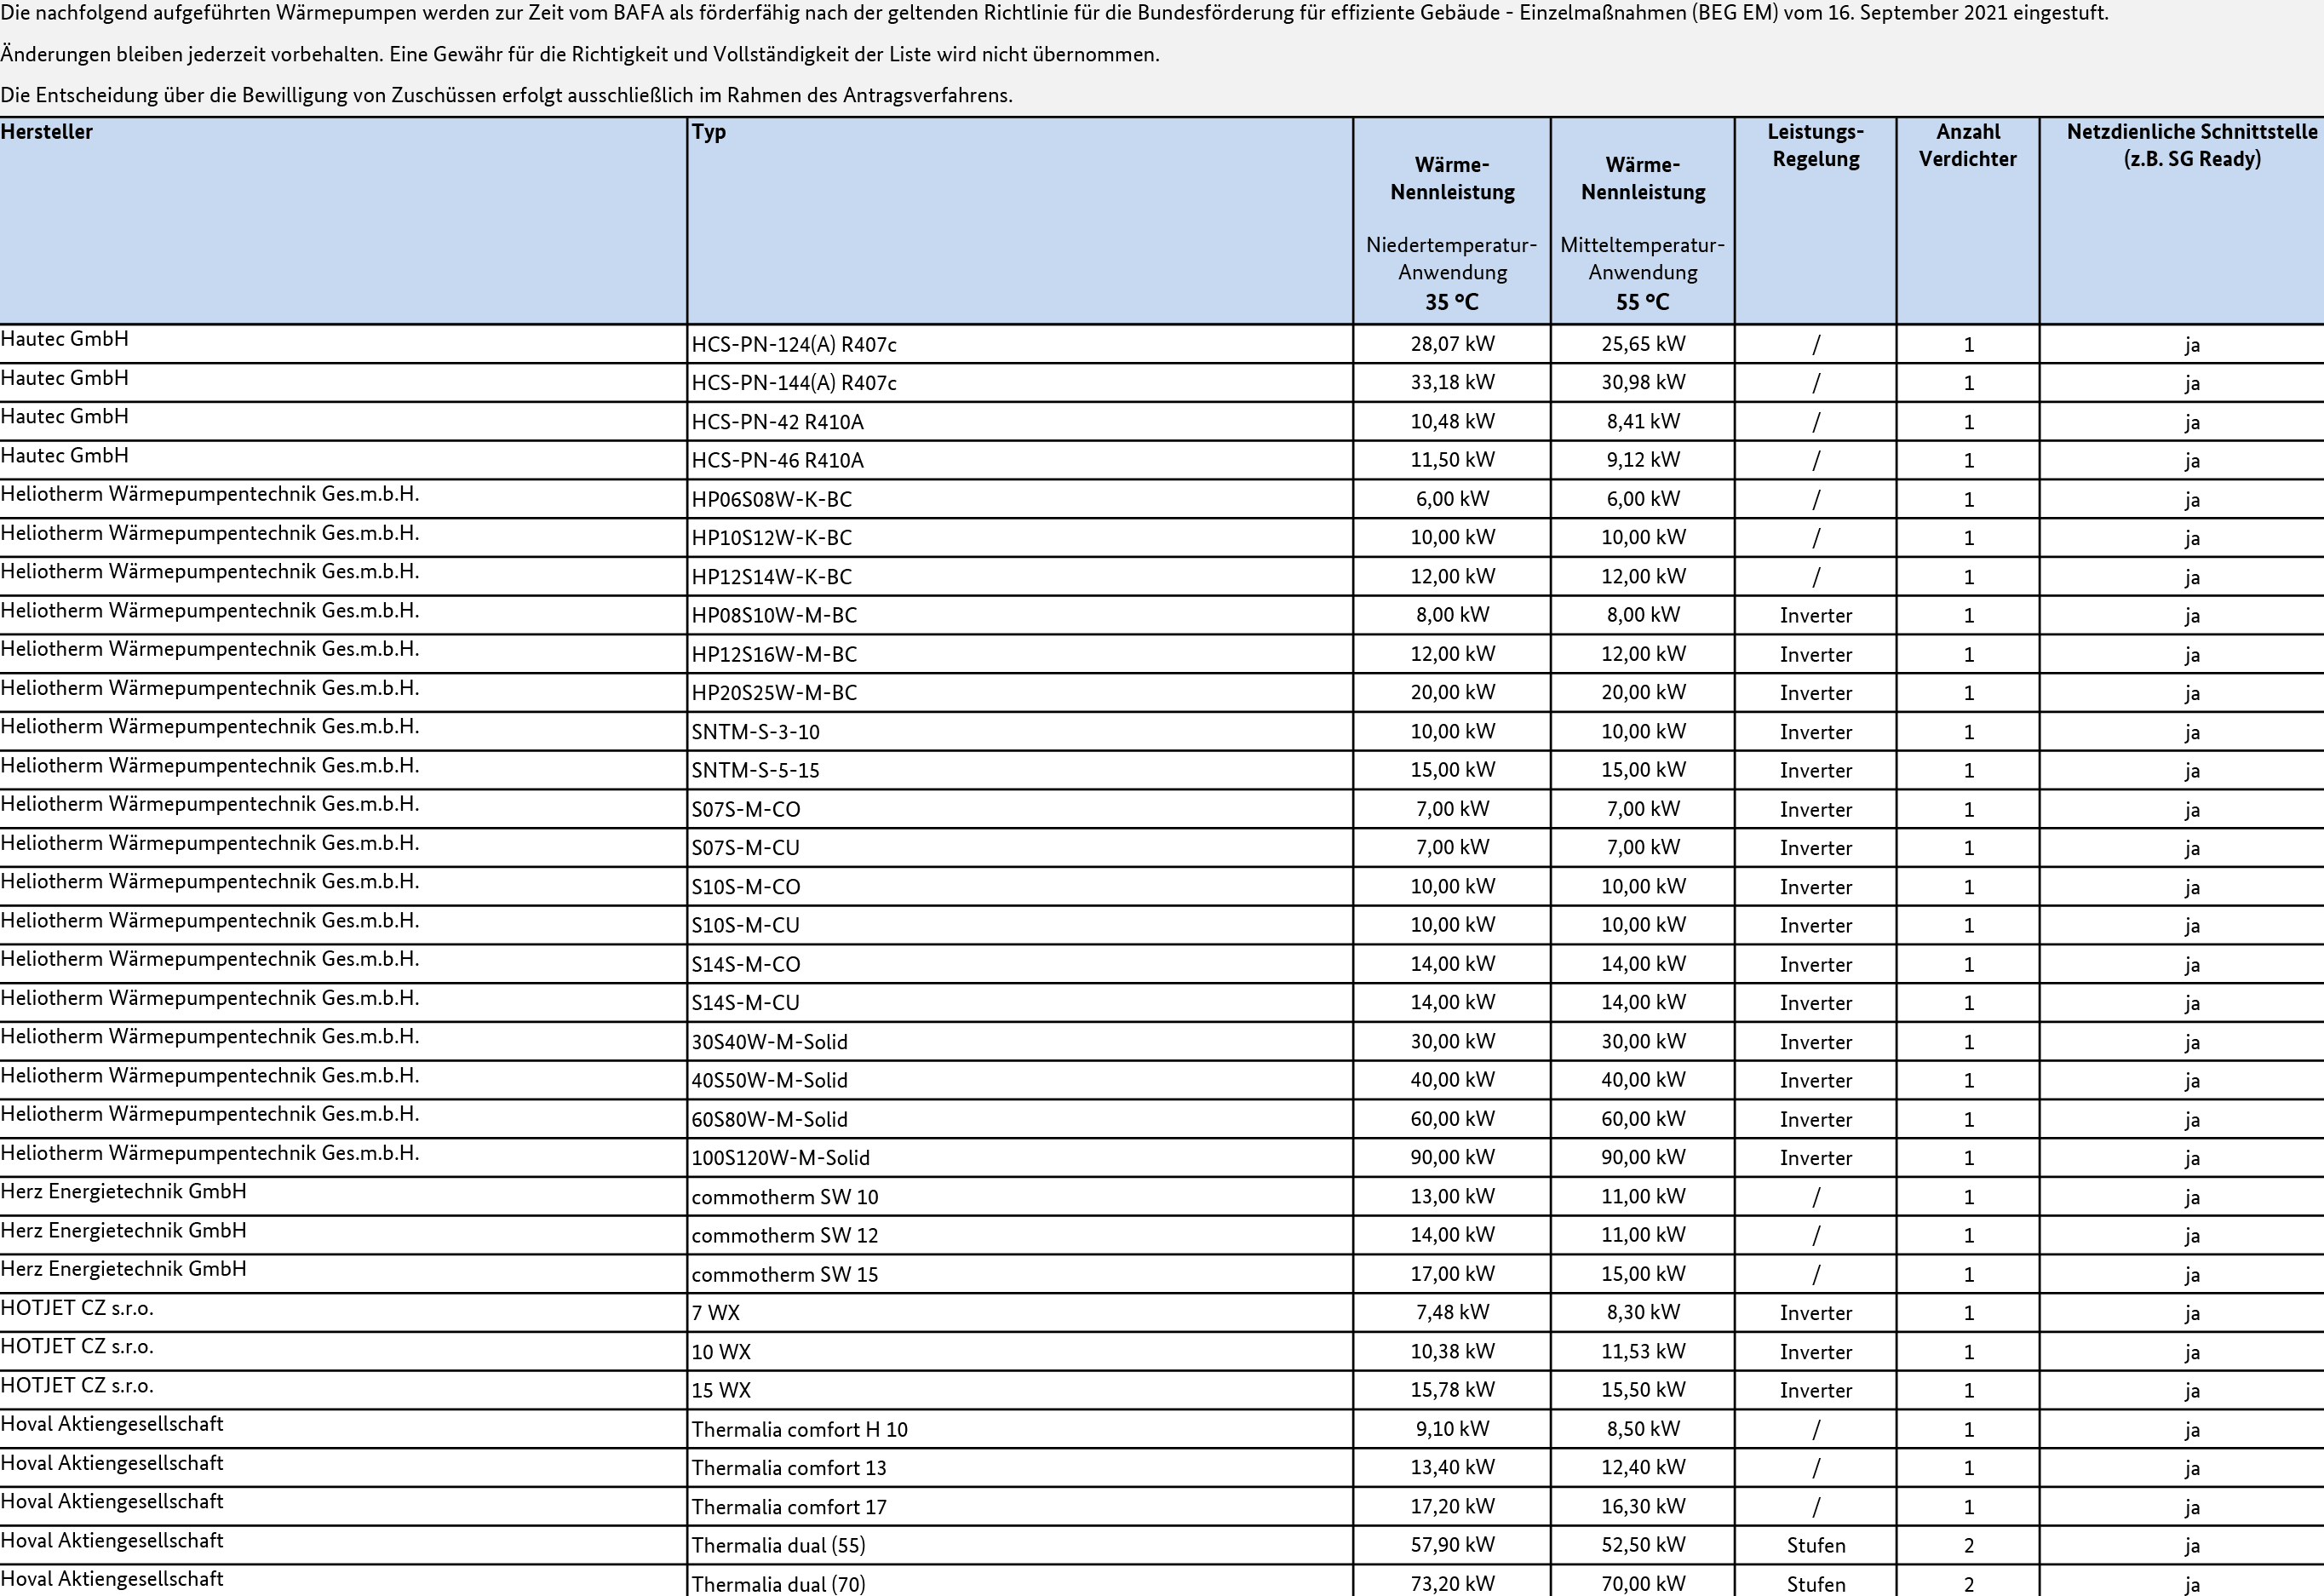 Die nachfolgend aufgeführten Wärmepumpen werden zur Zeit vom BAFA als förderfähig nach der geltenden Richtlinie für die Bundesförderung für effiziente Gebäude - Einzelmaßnahmen (BEG EM) vom 16. September 2021 eingestuft.
Änderungen bleiben jederzeit vorbehalten. Eine Gewähr für die Richtigkeit und Vollständigkeit der Liste wird nicht übernommen.
Die Entscheidung über die Bewilligung von Zuschüssen erfolgt ausschließlich im Rahmen des Antragsverfahrens.
Hersteller Typ Wärme-Nennleistung Niedertemperatur-Anwendung 35 °C Wärme-Nennleistung Mitteltemperatur-Anwendung 55 °C Leistungs-Regelung Anzahl Verdichter Netzdienliche Schnittstelle (z.B. SG Ready)
Hautec GmbH HCS-PN-124(A) R407c 28,07 kW 25,65 kW / 1 ja
Hautec GmbH HCS-PN-144(A) R407c 33,18 kW 30,98 kW / 1 ja
Hautec GmbH HCS-PN-42 R410A 10,48 kW 8,41 kW / 1 ja
Hautec GmbH HCS-PN-46 R410A 11,50 kW 9,12 kW / 1 ja
Heliotherm Wärmepumpentechnik Ges.m.b.H. HP06S08W-K-BC 6,00 kW 6,00 kW / 1 ja
Heliotherm Wärmepumpentechnik Ges.m.b.H. HP10S12W-K-BC 10,00 kW 10,00 kW / 1 ja
Heliotherm Wärmepumpentechnik Ges.m.b.H. HP12S14W-K-BC 12,00 kW 12,00 kW / 1 ja
Heliotherm Wärmepumpentechnik Ges.m.b.H. HP08S10W-M-BC 8,00 kW 8,00 kW Inverter 1 ja
Heliotherm Wärmepumpentechnik Ges.m.b.H. HP12S16W-M-BC 12,00 kW 12,00 kW Inverter 1 ja
Heliotherm Wärmepumpentechnik Ges.m.b.H. HP20S25W-M-BC 20,00 kW 20,00 kW Inverter 1 ja
Heliotherm Wärmepumpentechnik Ges.m.b.H. SNTM-S-3-10 10,00 kW 10,00 kW Inverter 1 ja
Heliotherm Wärmepumpentechnik Ges.m.b.H. SNTM-S-5-15 15,00 kW 15,00 kW Inverter 1 ja
Heliotherm Wärmepumpentechnik Ges.m.b.H. S07S-M-CO 7,00 kW 7,00 kW Inverter 1 ja
Heliotherm Wärmepumpentechnik Ges.m.b.H. S07S-M-CU 7,00 kW 7,00 kW Inverter 1 ja
Heliotherm Wärmepumpentechnik Ges.m.b.H. S10S-M-CO 10,00 kW 10,00 kW Inverter 1 ja
Heliotherm Wärmepumpentechnik Ges.m.b.H. S10S-M-CU 10,00 kW 10,00 kW Inverter 1 ja
Heliotherm Wärmepumpentechnik Ges.m.b.H. S14S-M-CO 14,00 kW 14,00 kW Inverter 1 ja
Heliotherm Wärmepumpentechnik Ges.m.b.H. S14S-M-CU 14,00 kW 14,00 kW Inverter 1 ja
Heliotherm Wärmepumpentechnik Ges.m.b.H. 30S40W-M-Solid 30,00 kW 30,00 kW Inverter 1 ja
Heliotherm Wärmepumpentechnik Ges.m.b.H. 40S50W-M-Solid 40,00 kW 40,00 kW Inverter 1 ja
Heliotherm Wärmepumpentechnik Ges.m.b.H. 60S80W-M-Solid 60,00 kW 60,00 kW Inverter 1 ja
Heliotherm Wärmepumpentechnik Ges.m.b.H. 100S120W-M-Solid 90,00 kW 90,00 kW Inverter 1 ja
Herz Energietechnik GmbH commotherm SW 10 13,00 kW 11,00 kW / 1 ja
Herz Energietechnik GmbH commotherm SW 12 14,00 kW 11,00 kW / 1 ja
Herz Energietechnik GmbH commotherm SW 15 17,00 kW 15,00 kW / 1 ja
HOTJET CZ s.r.o. 7 WX 7,48 kW 8,30 kW Inverter 1 ja
HOTJET CZ s.r.o. 10 WX 10,38 kW 11,53 kW Inverter 1 ja
HOTJET CZ s.r.o. 15 WX 15,78 kW 15,50 kW Inverter 1 ja
Hoval Aktiengesellschaft Thermalia comfort H 10 9,10 kW 8,50 kW / 1 ja
Hoval Aktiengesellschaft Thermalia comfort 13 13,40 kW 12,40 kW / 1 ja
Hoval Aktiengesellschaft Thermalia comfort 17 17,20 kW 16,30 kW / 1 ja
Hoval Aktiengesellschaft Thermalia dual (55) 57,90 kW 52,50 kW Stufen 2 ja
Hoval Aktiengesellschaft Thermalia dual (70) 73,20 kW 70,00 kW Stufen 2 ja